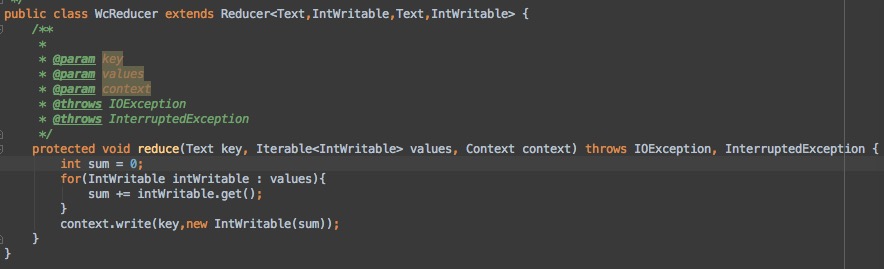 */
public class WcReducer extends Reducer<Text,IntWritable,Text,IntWritable> {
/**
*
* @param key
* @param values
* @param context
* @throws IOException
* @throws InterruptedException
*/
protected void reduce(Text key, Iterable<IntWritable> values, Context context) throws IOException, InterruptedException {
int sum = 0;
for(IntWritable intWritable : values){
sum += intWritable.get();
}
context.write(key,new IntWritable(sum));
}
}